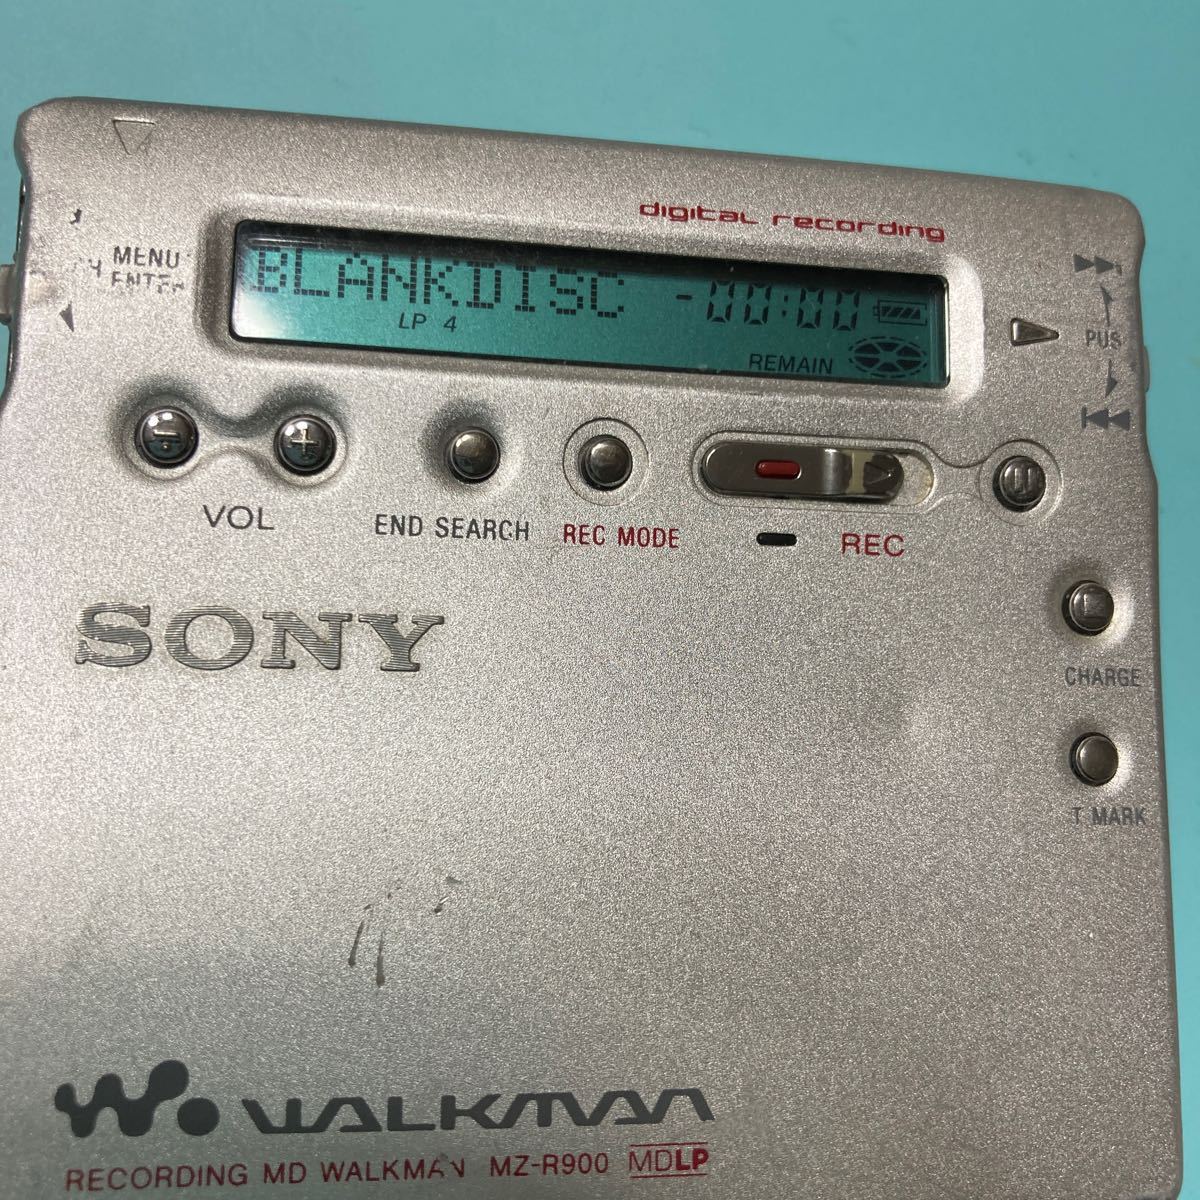 digital recording
MENU
BLANKDISC -00:00
LP 4
REMAIN
VOL
END SEARCH
REC MODE
REC
SONY
CHARGE
T MARK
WALKMAN
RECORDING MD WALKMAN MZ-R900 MDLP